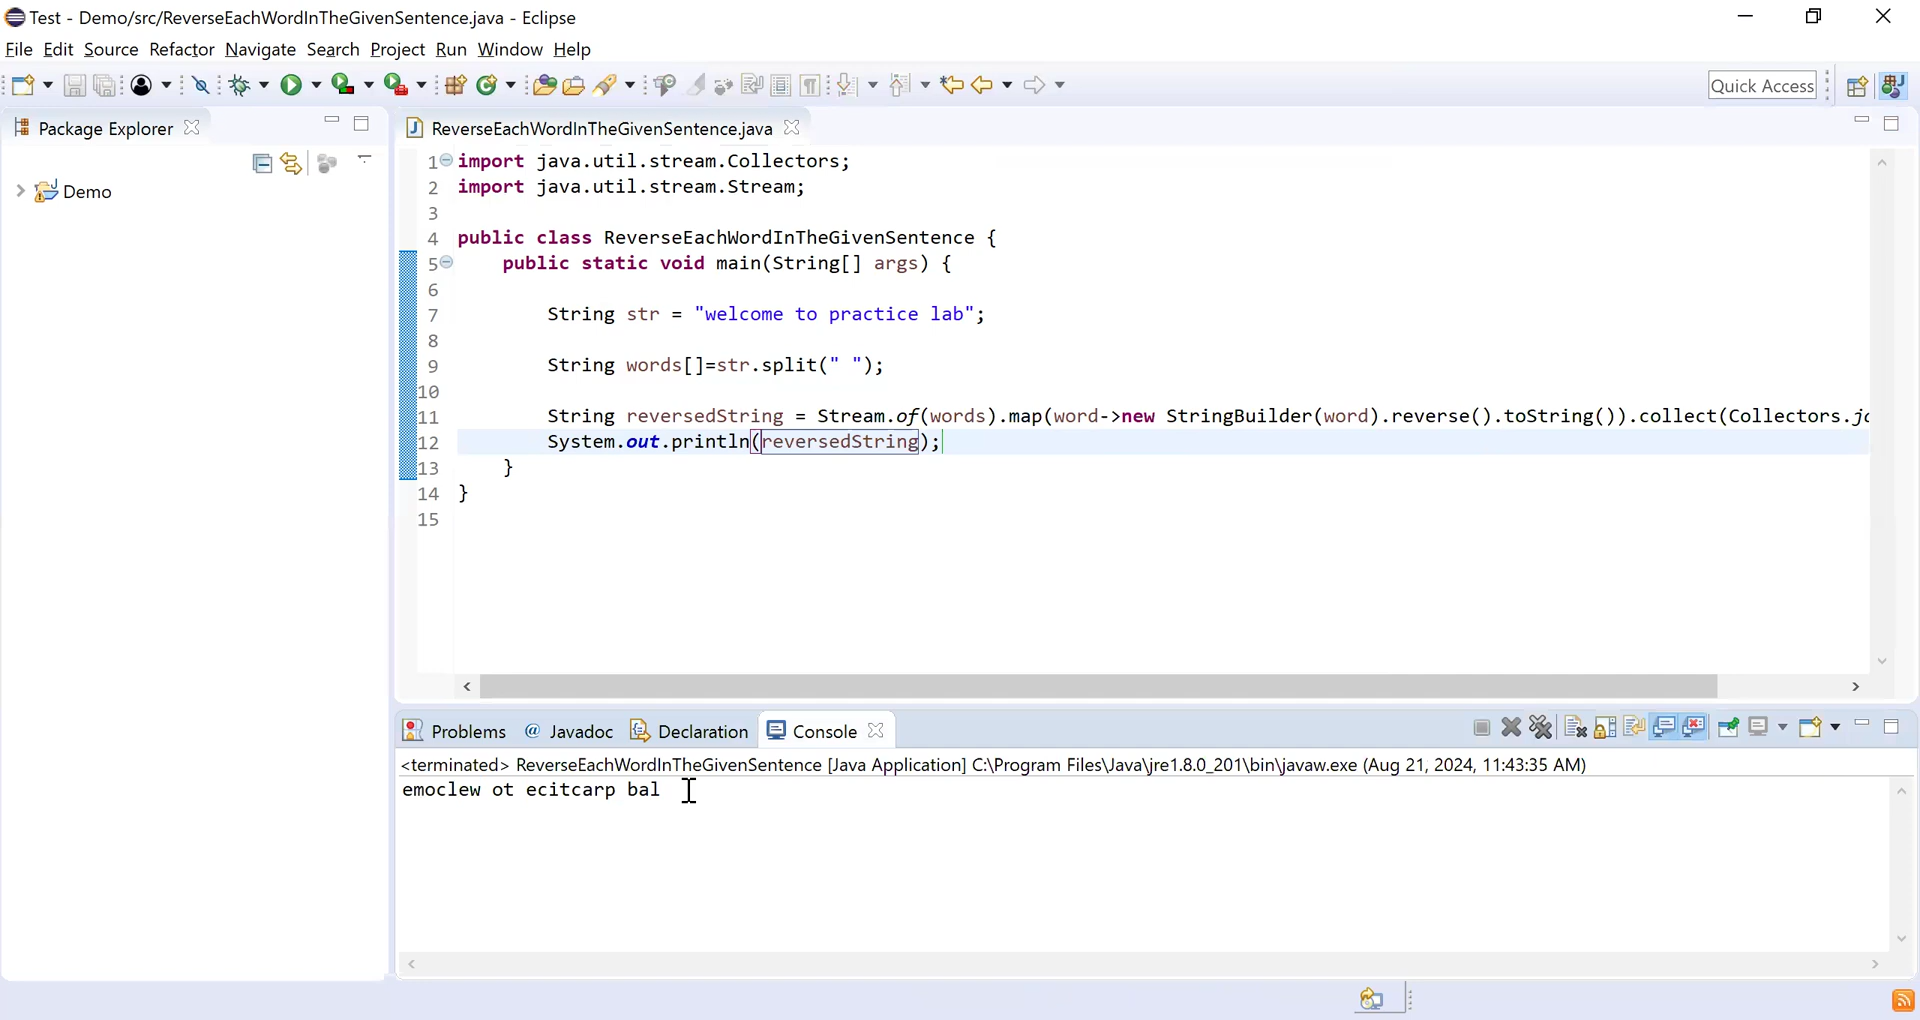 Test - Demo/src/ReverseEachWordInTheGivenSentence.java - Eclipse
File Edit Source Refactor Navigate Search Project Run Window Help
Quick Access
Package Explorer
Demo
ReverseEachWordInTheGivenSentence.java
1 import java.util.stream.Collectors;
2 import java.util.stream.Stream;
3
4 public class ReverseEachWordInTheGivenSentence {
5 public static void main(String[] args) {
6
7 String str = "welcome to practice lab";
8
9 String words[]=str.split(" ");
10
11 String reversedString = Stream.of(words).map(word->new StringBuilder(word).reverse().toString()).collect(Collectors.jo
12 System.out.println(reversedString);
13 }
14 }
15
Problems @ Javadoc Declaration Console
<terminated> ReverseEachWordInTheGivenSentence [Java Application] C:\Program Files\Java\jre1.8.0_201\bin\javaw.exe (Aug 21, 2024, 11:43:35 AM)
emoclew ot ecitcarp bal